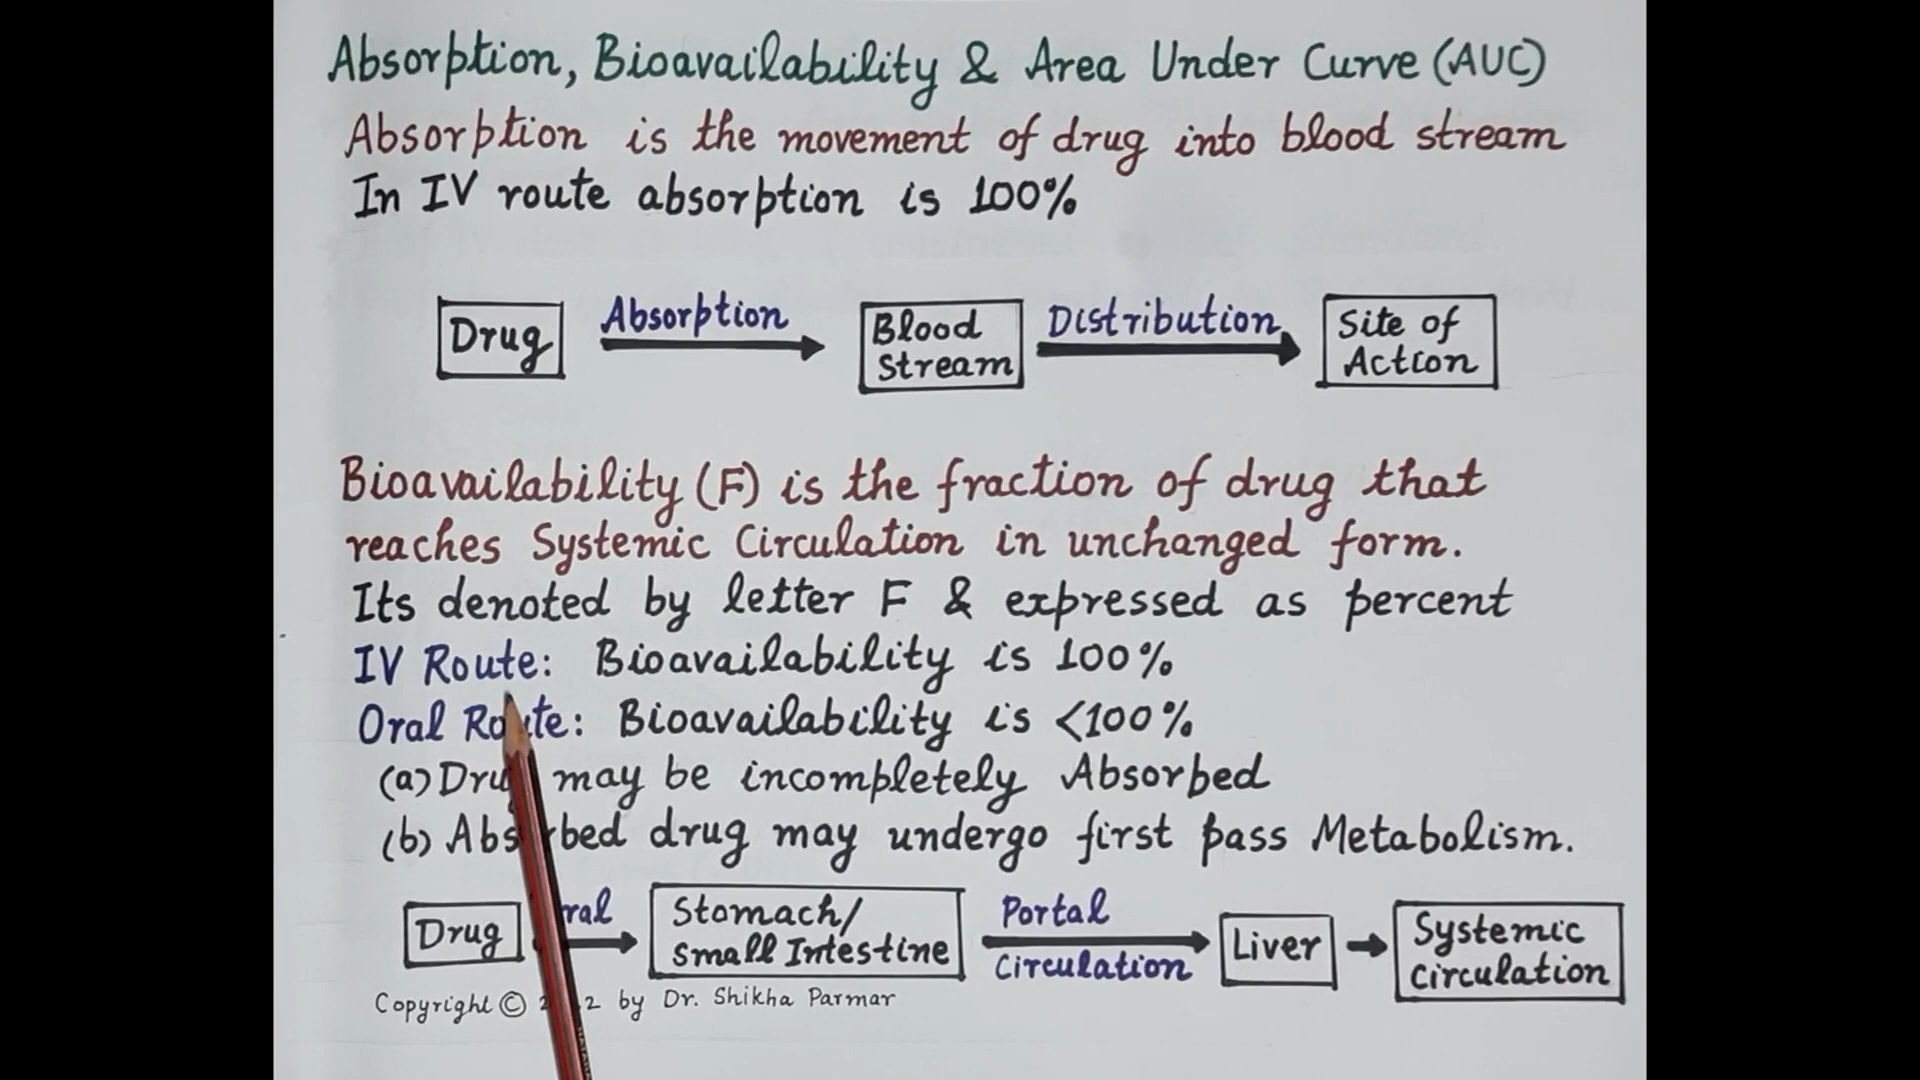 Absorption, Bioavailability & Area Under Curve (AUC)
Absorption is the movement of drug into blood stream
In IV route absorption is 100%
Drug
Absorption
Blood
Stream
Distribution
Site of
Action
Bioavailability (F) is the fraction of drug that
reaches Systemic Circulation in unchanged form.
Its denoted by letter F & expressed as percent
IV Route: Bioavailability is 100%
Oral Route: Bioavailability is <100%
(a) Drug may be incompletely Absorbed
(b) Absorbed drug may undergo first pass Metabolism.
Drug
Oral
Stomach/
Small Intestine
Portal
Circulation
Liver
Systemic
Circulation
Copyright © by Dr. Shikha Parmar